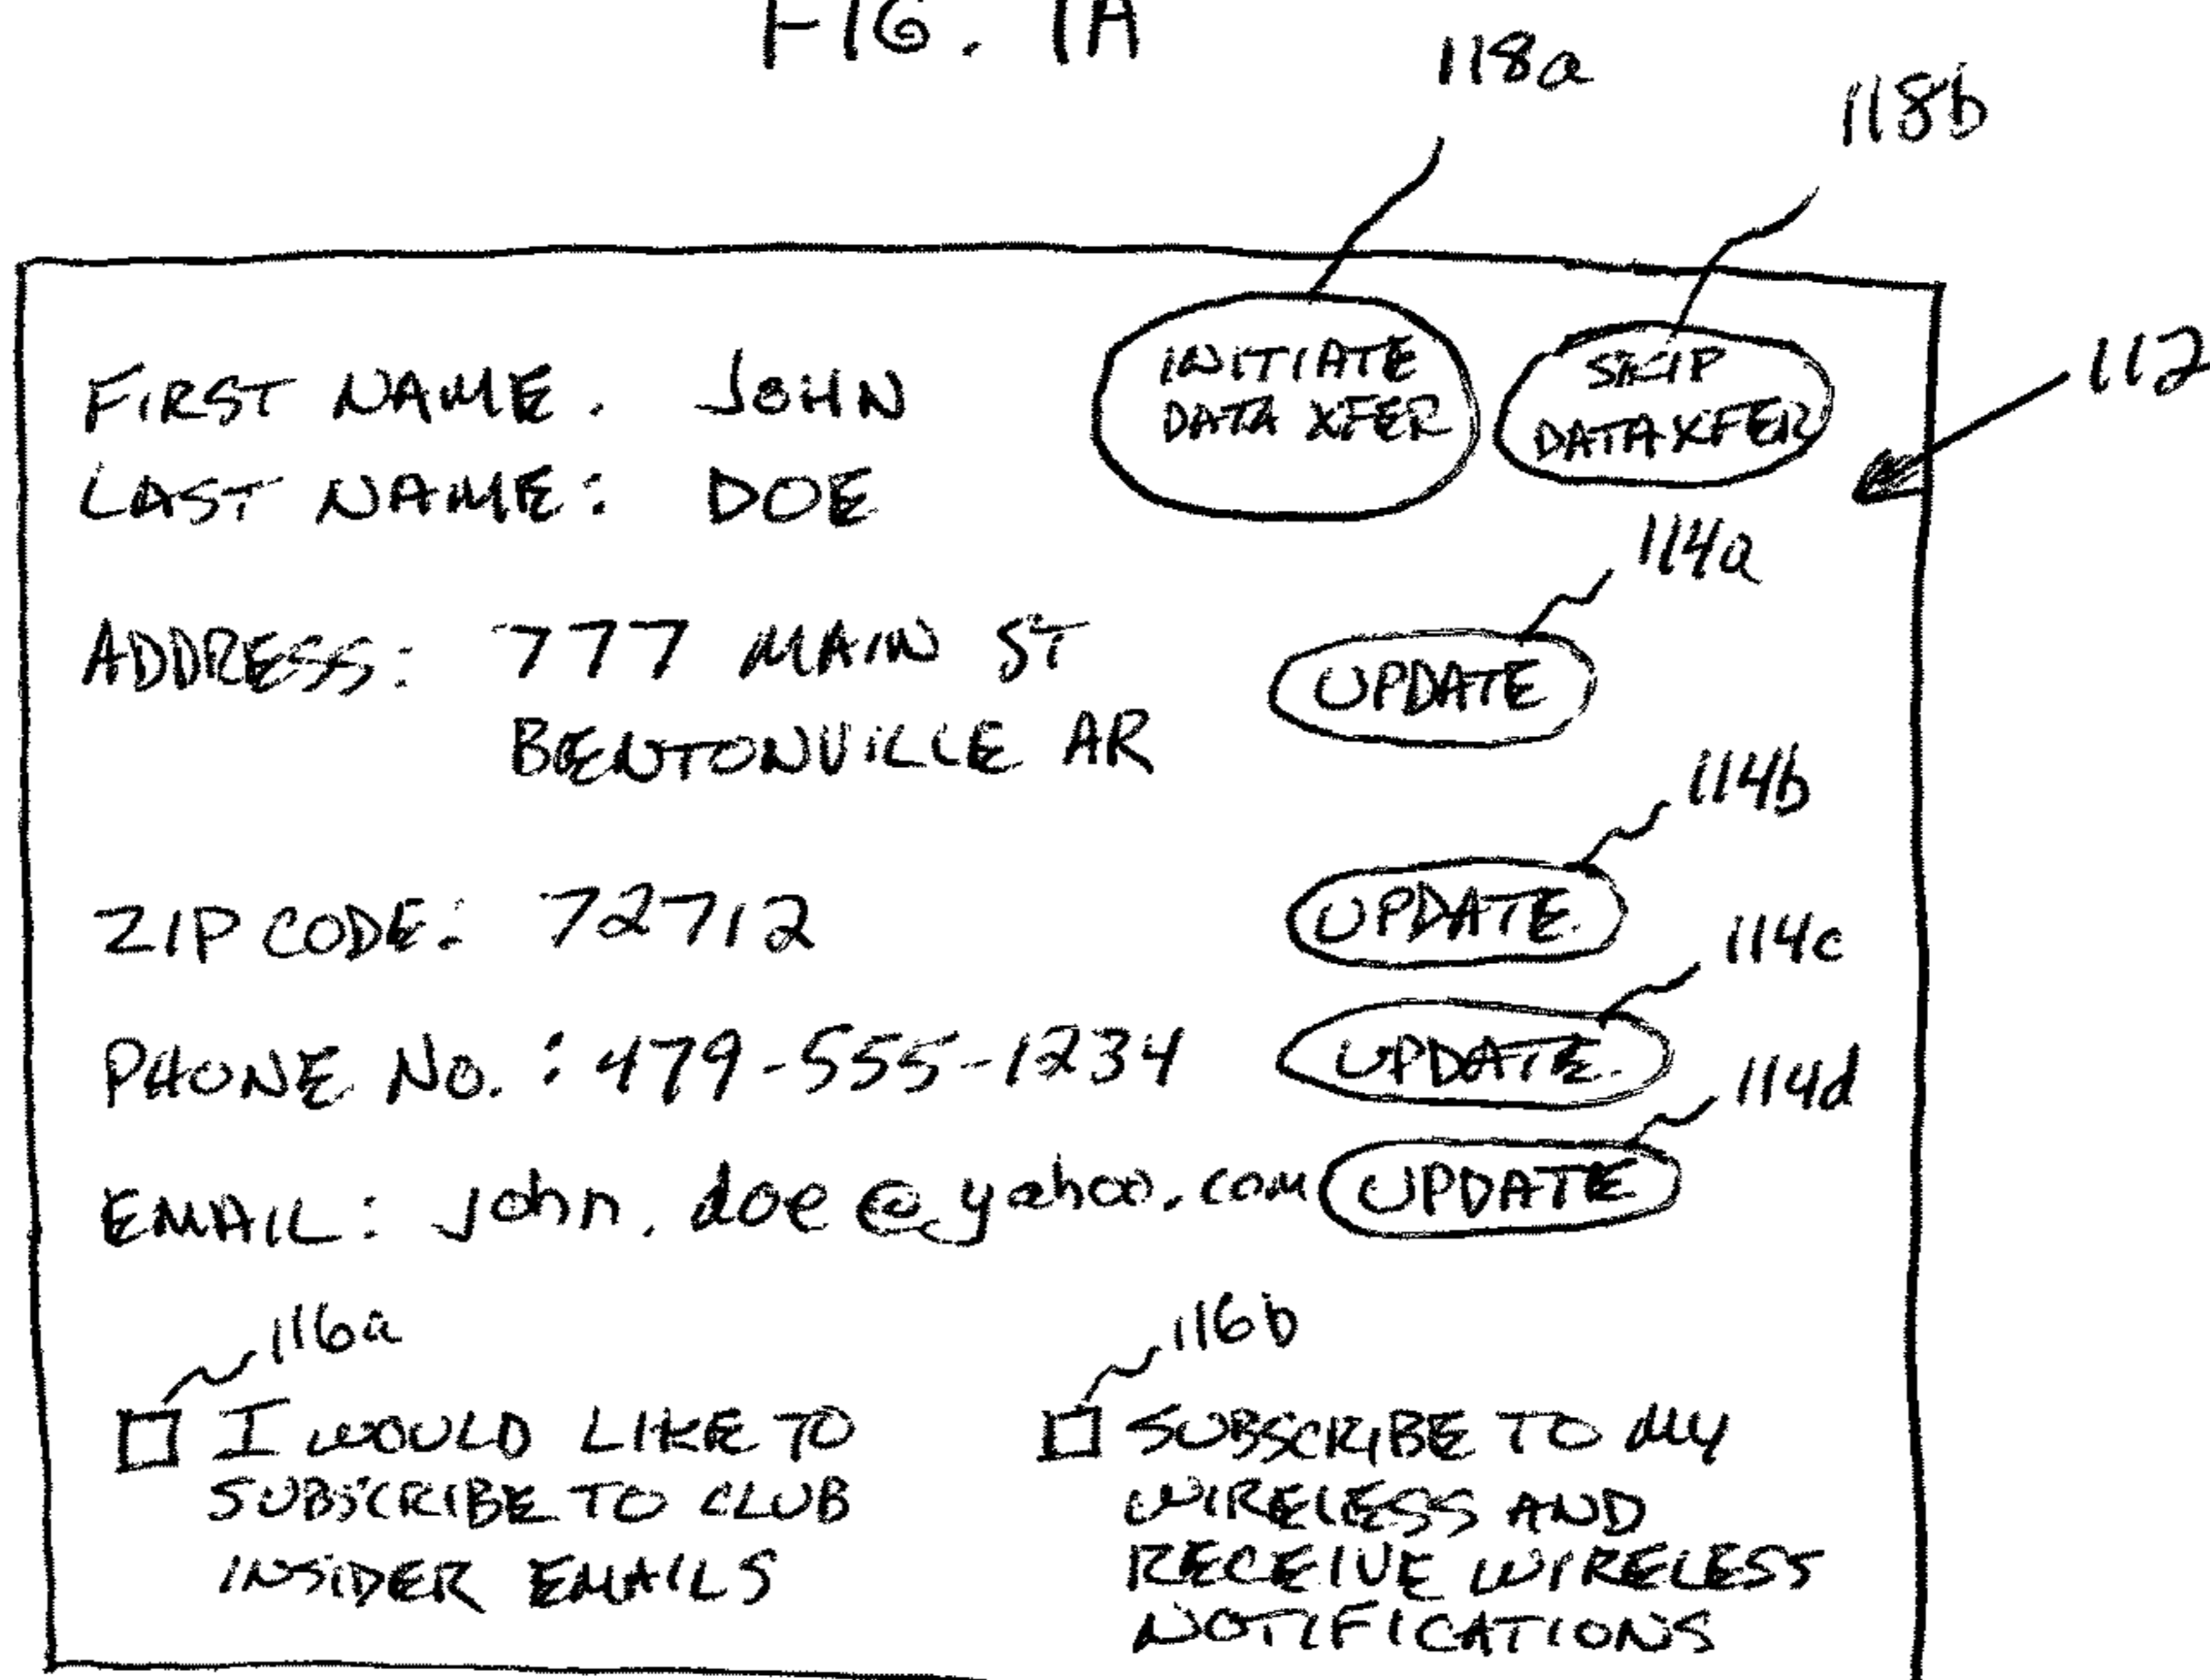 FIG. 1A
118a
118b
112
FIRST NAME. JOHN
LAST NAME: DOE
INITIATE
DATA XFER
SKIP
DATA XFER
114a
ADDRESS: 777 MAIN ST
BENTONVILLE AR
UPDATE
114b
ZIP CODE: 72712
UPDATE
114c
PHONE NO.: 479-555-1234
UPDATE
114d
EMAIL: john.doe@yahoo.com
UPDATE
116a
I WOULD LIKE TO
SUBSCRIBE TO CLUB
INSIDER EMAILS
116b
SUBSCRIBE TO MY
WIRELESS AND
RECEIVE WIRELESS
NOTIFICATIONS